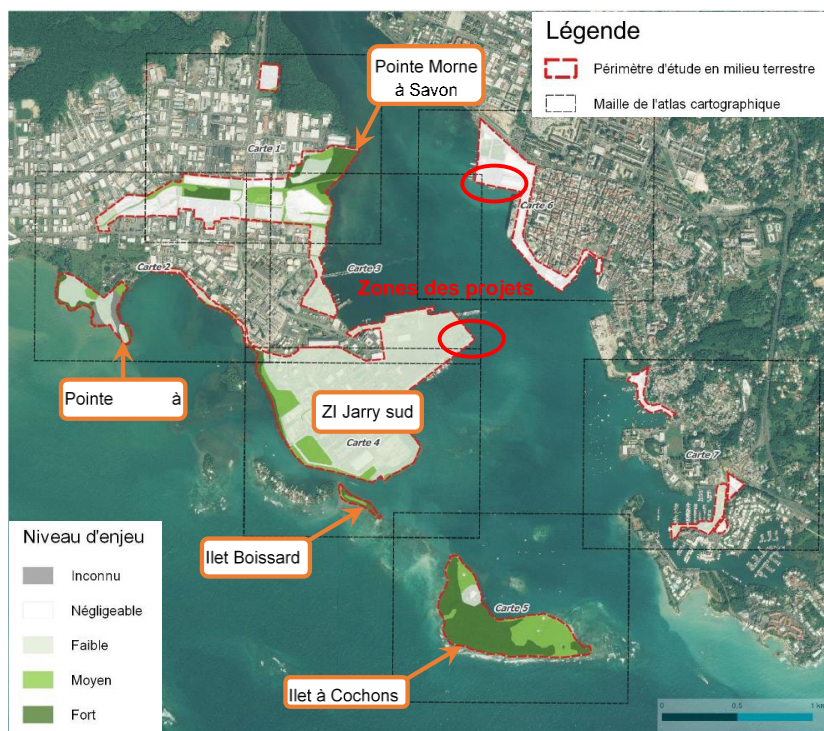 Légende
Périmètre d'étude en milieu terrestre
Maille de l'atlas cartographique
Pointe Morne
à Savon
Carte 1
Carte 6
Carte 2
Carte 3
Zones des projets
Pointe à
ZI Jarry sud
Carte 4
Carte 7
Niveau d'enjeu
Inconnu
Négligeable
Faible
Moyen
Fort
Ilet Boissard
Carte 5
Ilet à Cochons
0 0,5 1 km